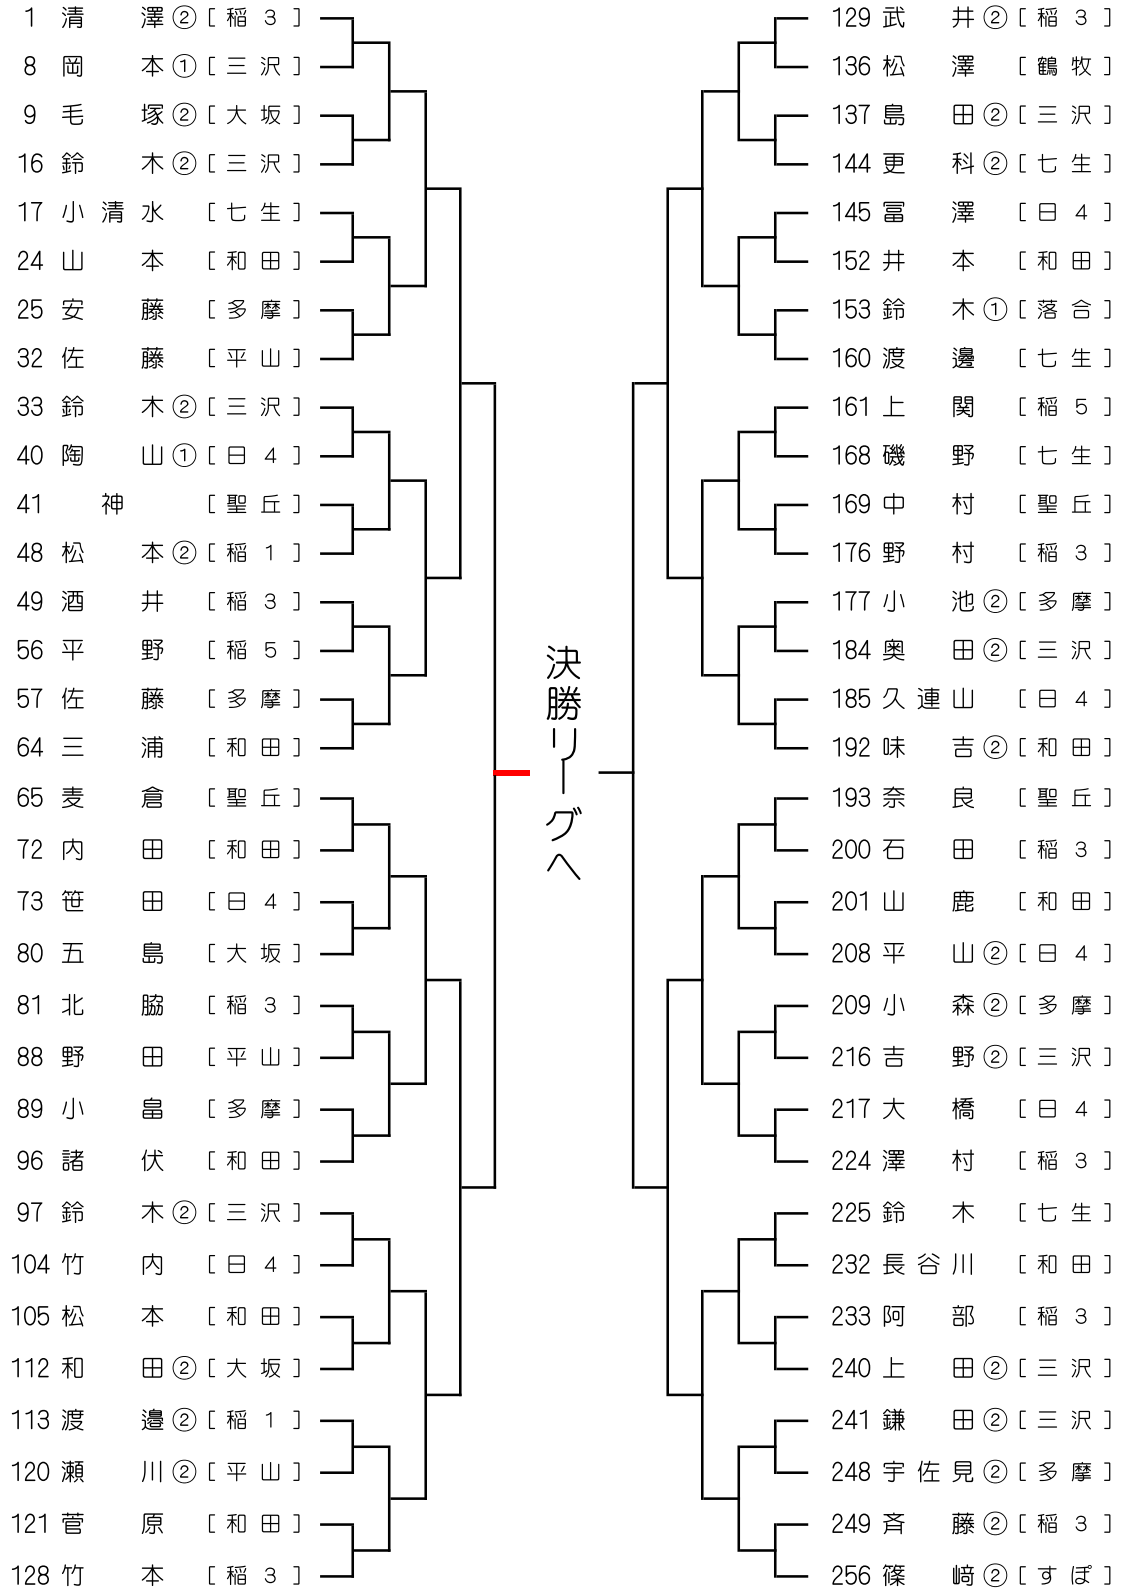 1 清澤② [稲3]
8 岡本① [三沢]
9 毛塚② [大坂]
16 鈴木② [三沢]
17 小清水 [七生]
24 山本 [和田]
25 安藤 [多摩]
32 佐藤 [平山]
33 鈴木② [三沢]
40 陶山① [日4]
41 神 [聖丘]
48 松本② [稲1]
49 酒井 [稲3]
56 平野 [稲5]
57 佐藤 [多摩]
64 三浦 [和田]
65 麦倉 [聖丘]
72 内田 [和田]
73 笹田 [日4]
80 五島 [大坂]
81 北脇 [稲3]
88 野田 [平山]
89 小畠 [多摩]
96 諸伏 [和田]
97 鈴木② [三沢]
104 竹内 [日4]
105 松本 [和田]
112 和田② [大坂]
113 渡邉② [稲1]
120 瀬川② [平山]
121 菅原 [和田]
128 竹本 [稲3]
決勝リーグへ
129 武井② [稲3]
136 松澤 [鶴牧]
137 島田② [三沢]
144 更科② [七生]
145 冨澤 [日4]
152 井本 [和田]
153 鈴木① [落合]
160 渡邊 [七生]
161 上関 [稲5]
168 磯野 [七生]
169 中村 [聖丘]
176 野村 [稲3]
177 小池② [多摩]
184 奥田② [三沢]
185 久連山 [日4]
192 味吉② [和田]
193 奈良 [聖丘]
200 石田 [稲3]
201 山鹿 [和田]
208 平山② [日4]
209 小森② [多摩]
216 吉野② [三沢]
217 大橋 [日4]
224 澤村 [稲3]
225 鈴木 [七生]
232 長谷川 [和田]
233 阿部 [稲3]
240 上田② [三沢]
241 鎌田② [三沢]
248 宇佐見② [多摩]
249 斉藤② [稲3]
256 篠﨑② [すぽ]